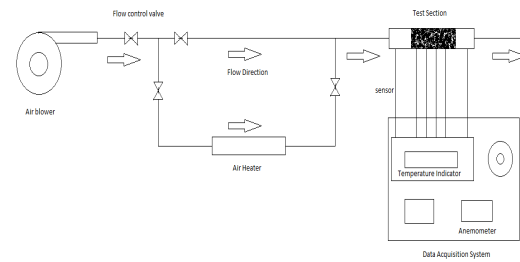 Flow control valve
Test Section
Flow Direction
sensor
Air blower
Air Heater
Temperature Indicator
Anemometer
Data Acquisition System